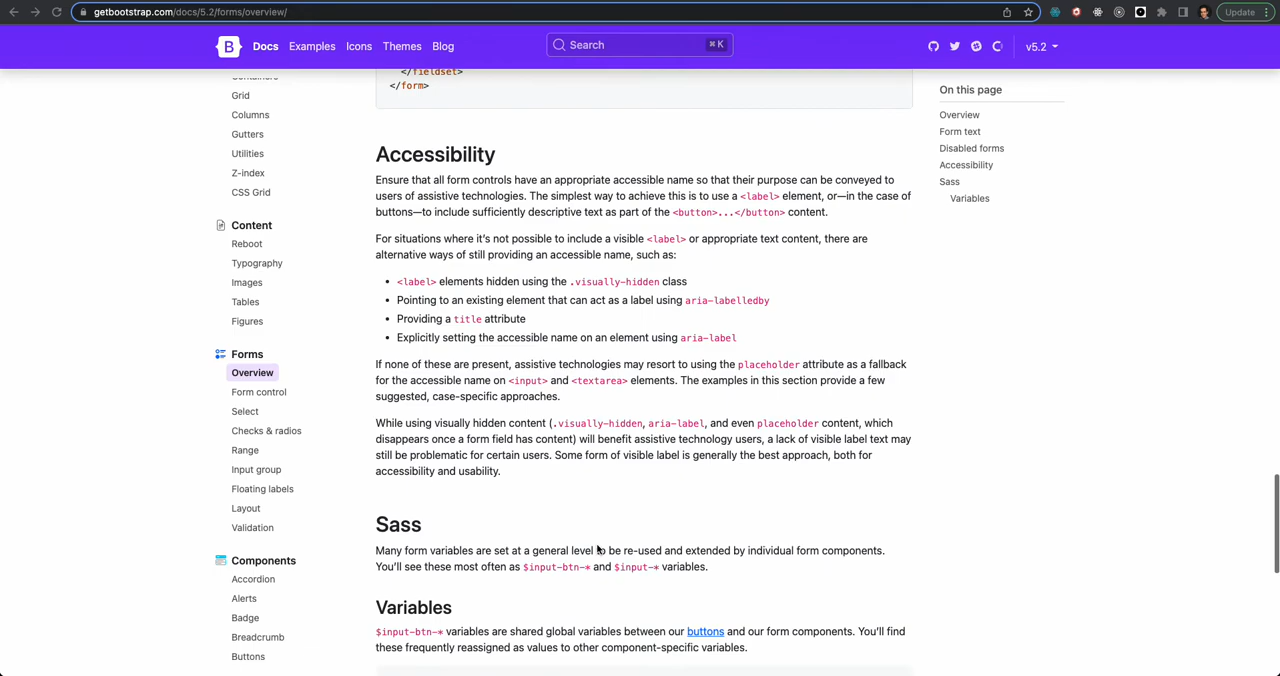 getbootstrap.com/docs/5.2/forms/overview/
Update
B Docs Examples Icons Themes Blog
Search ⌘ K
v5.2
Containers
Grid
Columns
Gutters
Utilities
Z-index
CSS Grid
Content
Reboot
Typography
Images
Tables
Figures
Forms
Overview
Form control
Select
Checks & radios
Range
Input group
Floating labels
Layout
Validation
Components
Accordion
Alerts
Badge
Breadcrumb
Buttons
</fieldset>
</form>
Accessibility
Ensure that all form controls have an appropriate accessible name so that their purpose can be conveyed to
users of assistive technologies. The simplest way to achieve this is to use a <label> element, or—in the case of
buttons—to include sufficiently descriptive text as part of the <button>...</button> content.
For situations where it’s not possible to include a visible <label> or appropriate text content, there are
alternative ways of still providing an accessible name, such as:
• <label> elements hidden using the .visually-hidden class
• Pointing to an existing element that can act as a label using aria-labelledby
• Providing a title attribute
• Explicitly setting the accessible name on an element using aria-label
If none of these are present, assistive technologies may resort to using the placeholder attribute as a fallback
for the accessible name on <input> and <textarea> elements. The examples in this section provide a few
suggested, case-specific approaches.
While using visually hidden content (.visually-hidden, aria-label, and even placeholder content, which
disappears once a form field has content) will benefit assistive technology users, a lack of visible label text may
still be problematic for certain users. Some form of visible label is generally the best approach, both for
accessibility and usability.
Sass
Many form variables are set at a general level to be re-used and extended by individual form components.
You’ll see these most often as $input-btn-* and $input-* variables.
Variables
$input-btn-* variables are shared global variables between our buttons and our form components. You’ll find
these frequently reassigned as values to other component-specific variables.
On this page
Overview
Form text
Disabled forms
Accessibility
Sass
Variables